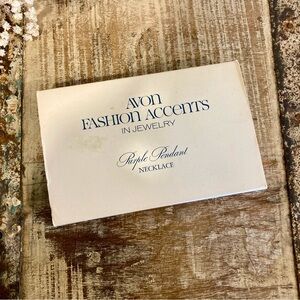 AVON
FASHION ACCENTS
IN JEWELRY
Purple Pendant
NECKLACE